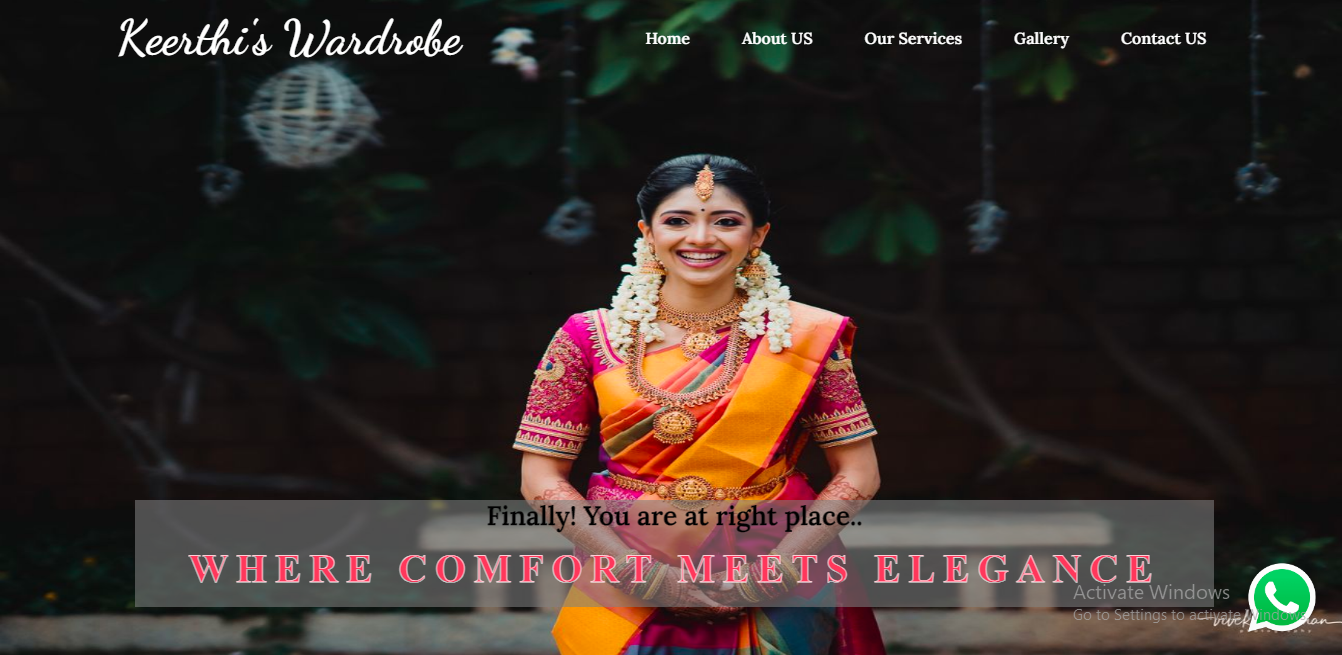 Keerthi's Wardrobe
Home About US Our Services Gallery Contact US
Finally! You are at right place..
WHERE COMFORT MEETS ELEGANCE
Activate Windows
Go to Settings to activate Windows.